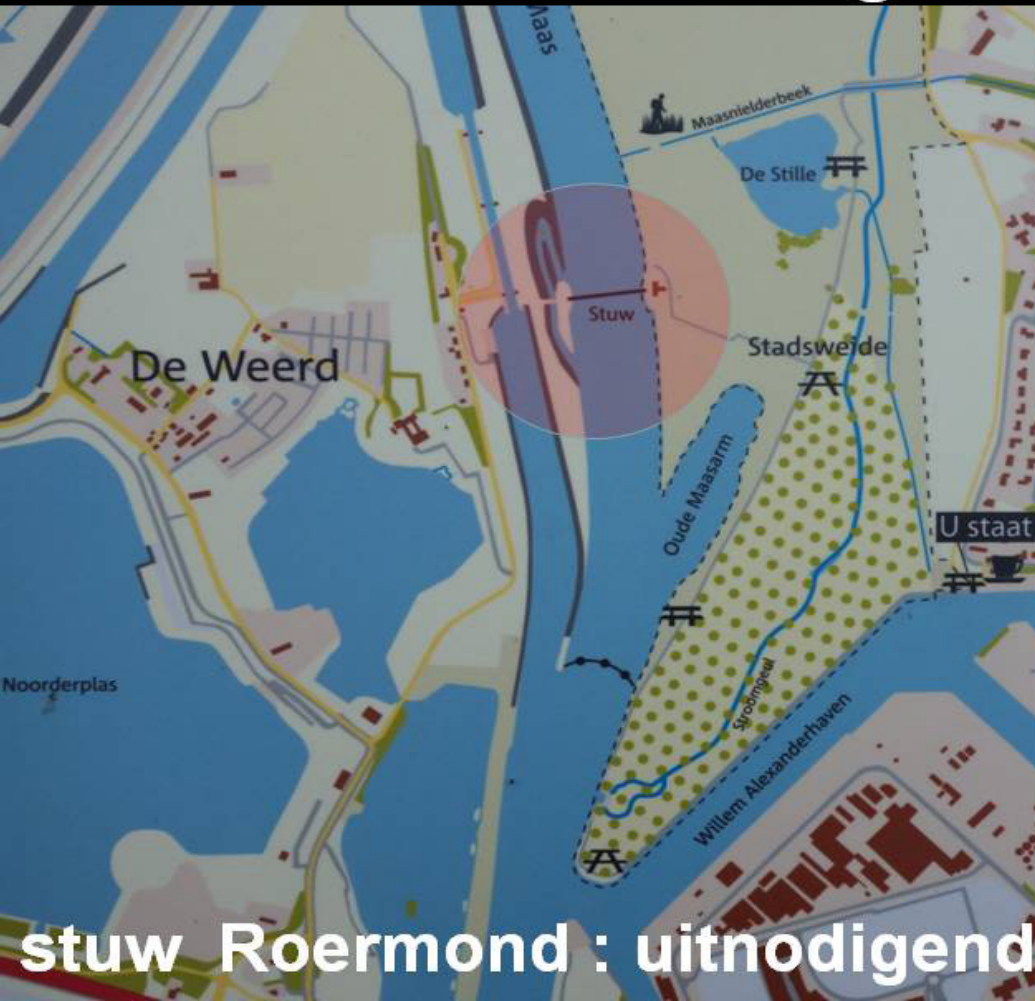 Maas
Maasnielderbeek
De Stille
Stuw
Stadsweide
De Weerd
Oude Maasarm
U staat
Noorderplas
Stroomgeul
Willem Alexanderhaven
stuw Roermond : uitnodigend